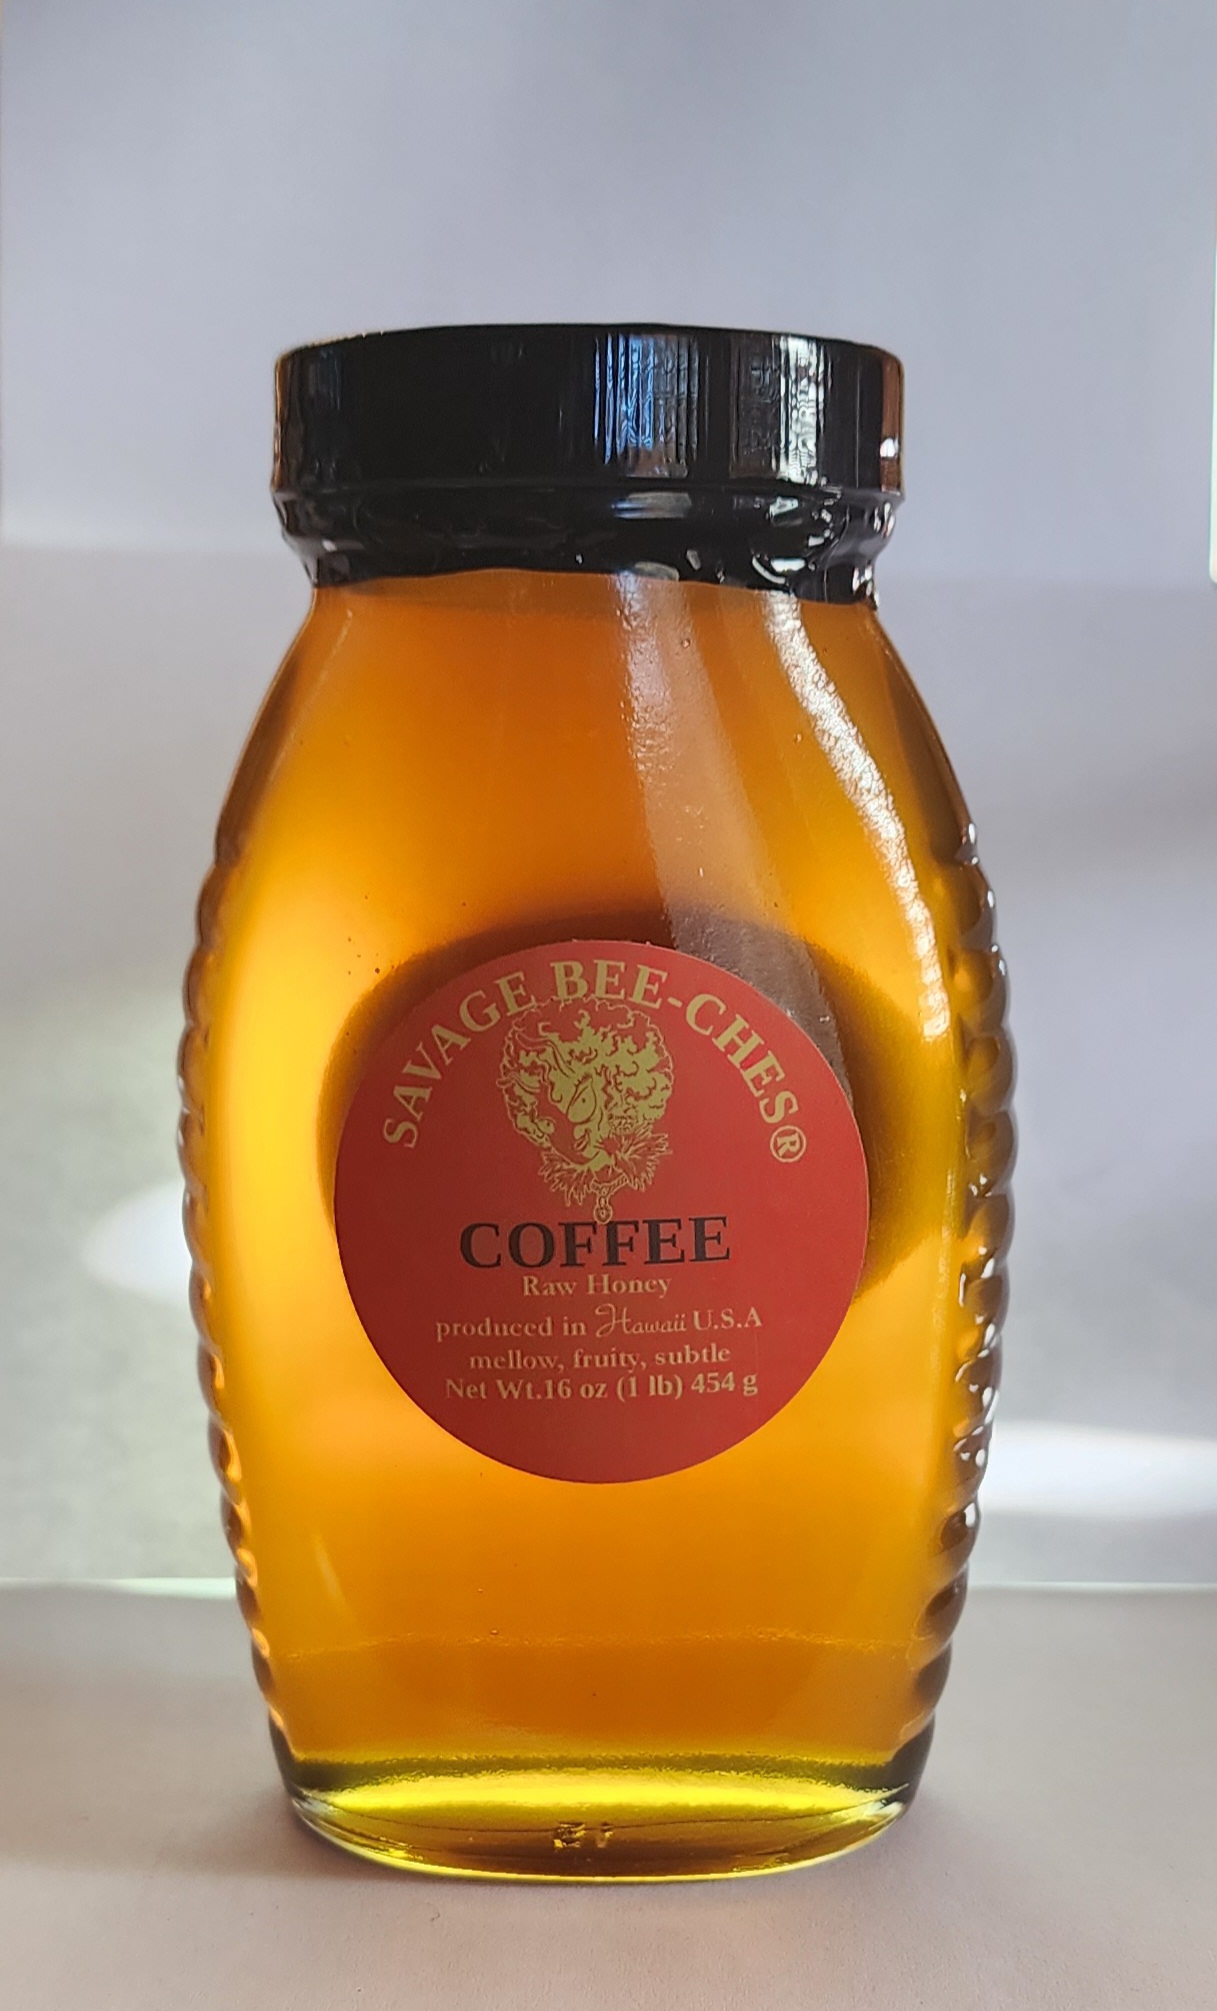 SAVAGE BEE-CHES®
COFFEE
Raw Honey
produced in Hawaii U.S.A
mellow, fruity, subtle
Net Wt.16 oz (1 lb) 454 g